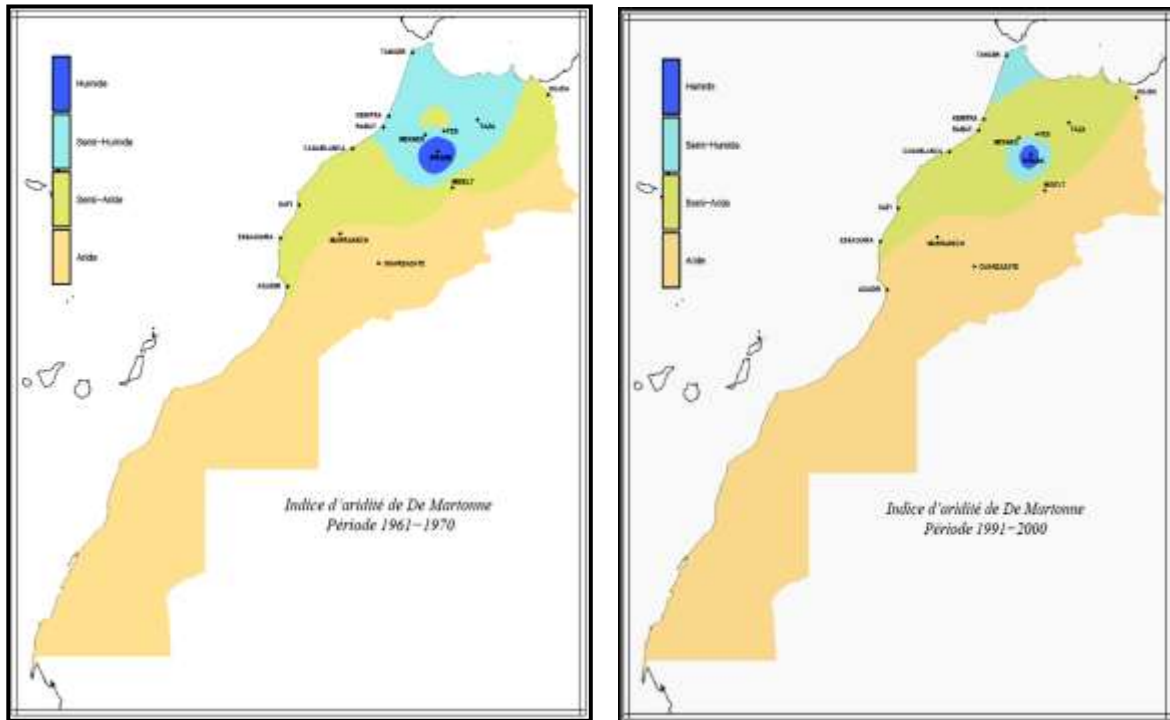 Humide
Semi-Humide
Semi-Aride
Aride
TANGER
OUJDA
KENITRA
RABAT
TAZA
MEKNES
FES
CASABLANCA
IFRANE
MIDELT
SAFI
ESSAOUIRA
MARRAKECH
OUARZAZATE
AGADIR
Indice d'aridité de De Martonne
Période 1961-1970
Humide
Semi-Humide
Semi-Aride
Aride
TANGER
OUJDA
KENITRA
RABAT
TAZA
MEKNES
FES
CASABLANCA
IFRANE
MIDELT
SAFI
ESSAOUIRA
MARRAKECH
OUARZAZATE
AGADIR
Indice d'aridité de De Martonne
Période 1991-2000